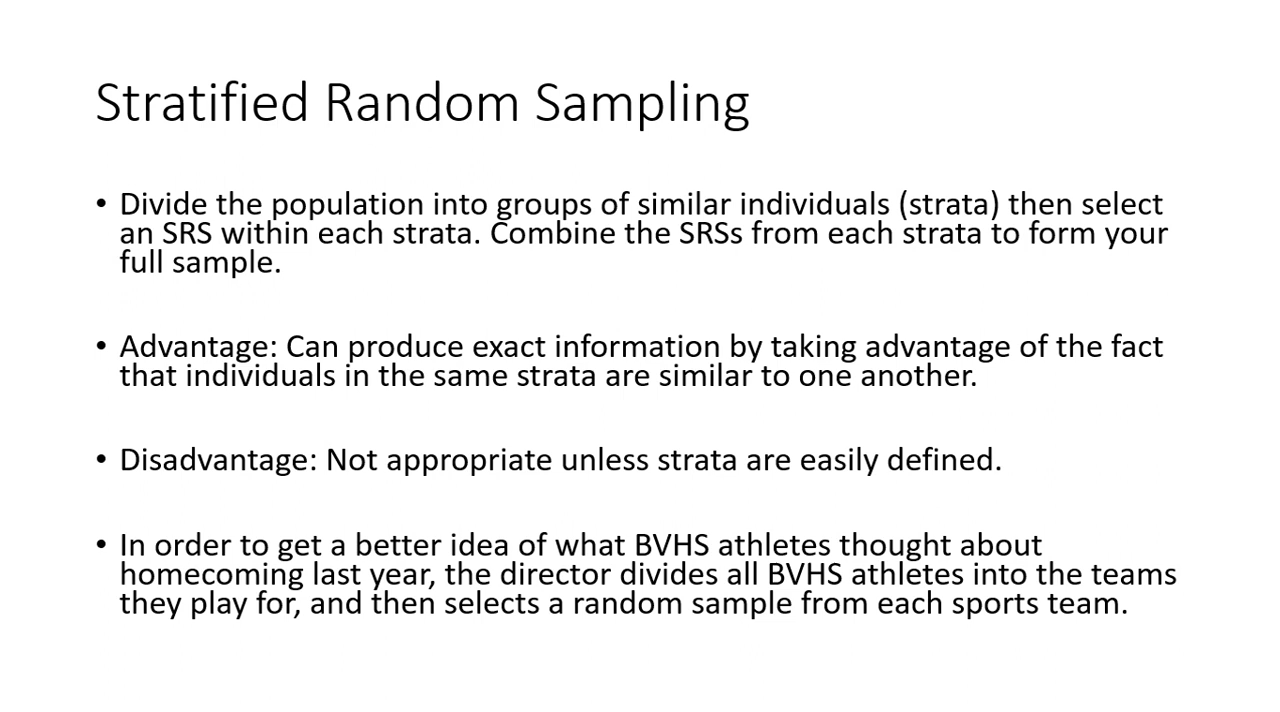 Stratified Random Sampling
• Divide the population into groups of similar individuals (strata) then select
an SRS within each strata. Combine the SRSs from each strata to form your
full sample.
• Advantage: Can produce exact information by taking advantage of the fact
that individuals in the same strata are similar to one another.
• Disadvantage: Not appropriate unless strata are easily defined.
• In order to get a better idea of what BVHS athletes thought about
homecoming last year, the director divides all BVHS athletes into the teams
they play for, and then selects a random sample from each sports team.